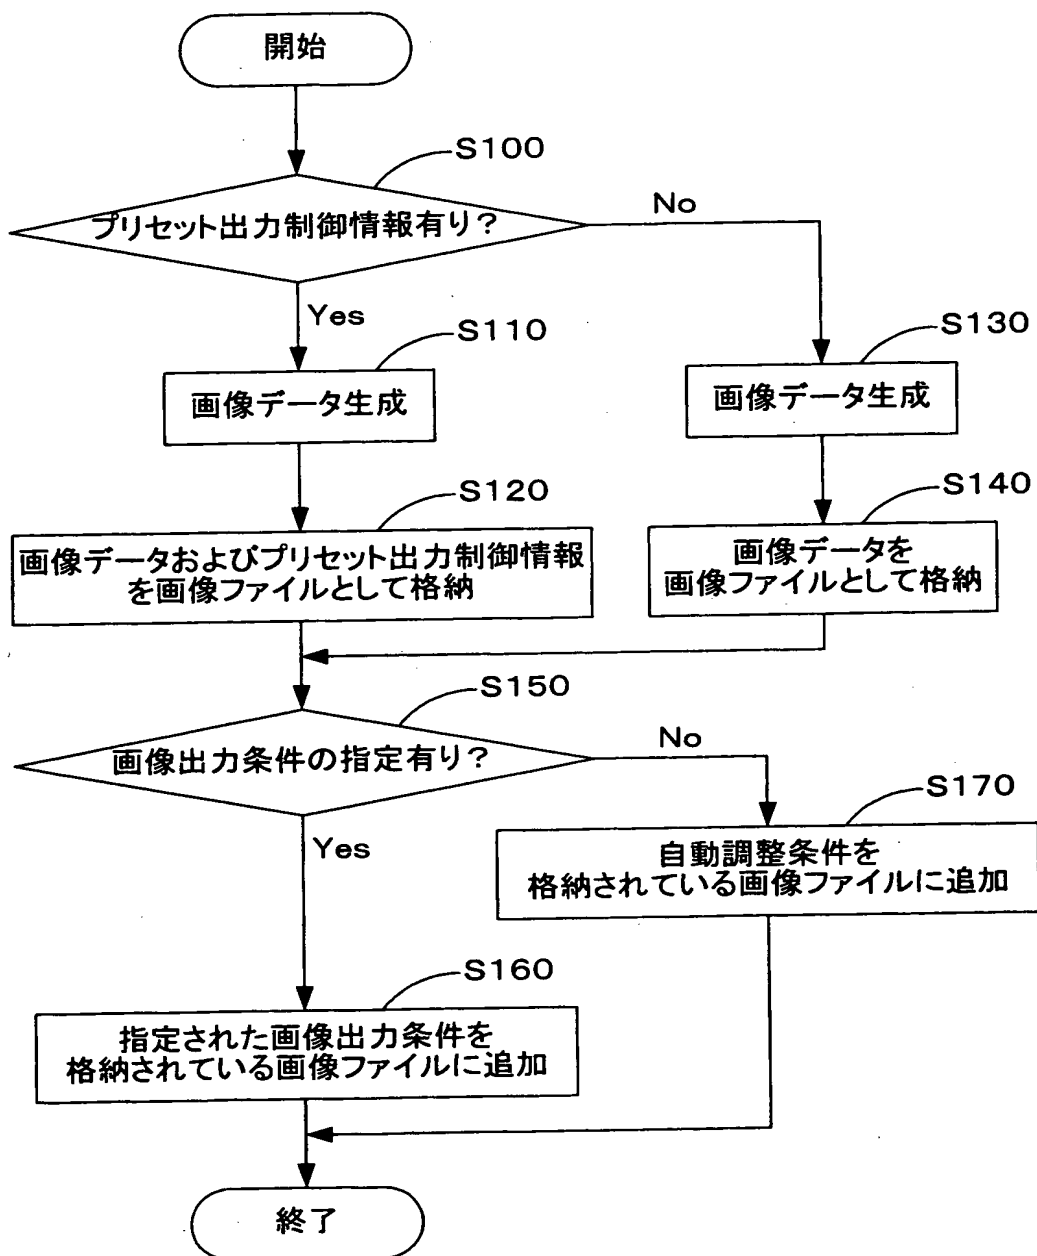 開始
S100
プリセット出力制御情報有り?
No
Yes
S110
画像データ生成
S130
画像データ生成
S120
画像データおよびプリセット出力制御情報
を画像ファイルとして格納
S140
画像データを
画像ファイルとして格納
S150
画像出力条件の指定有り?
No
Yes
S170
自動調整条件を
格納されている画像ファイルに追加
S160
指定された画像出力条件を
格納されている画像ファイルに追加
終了